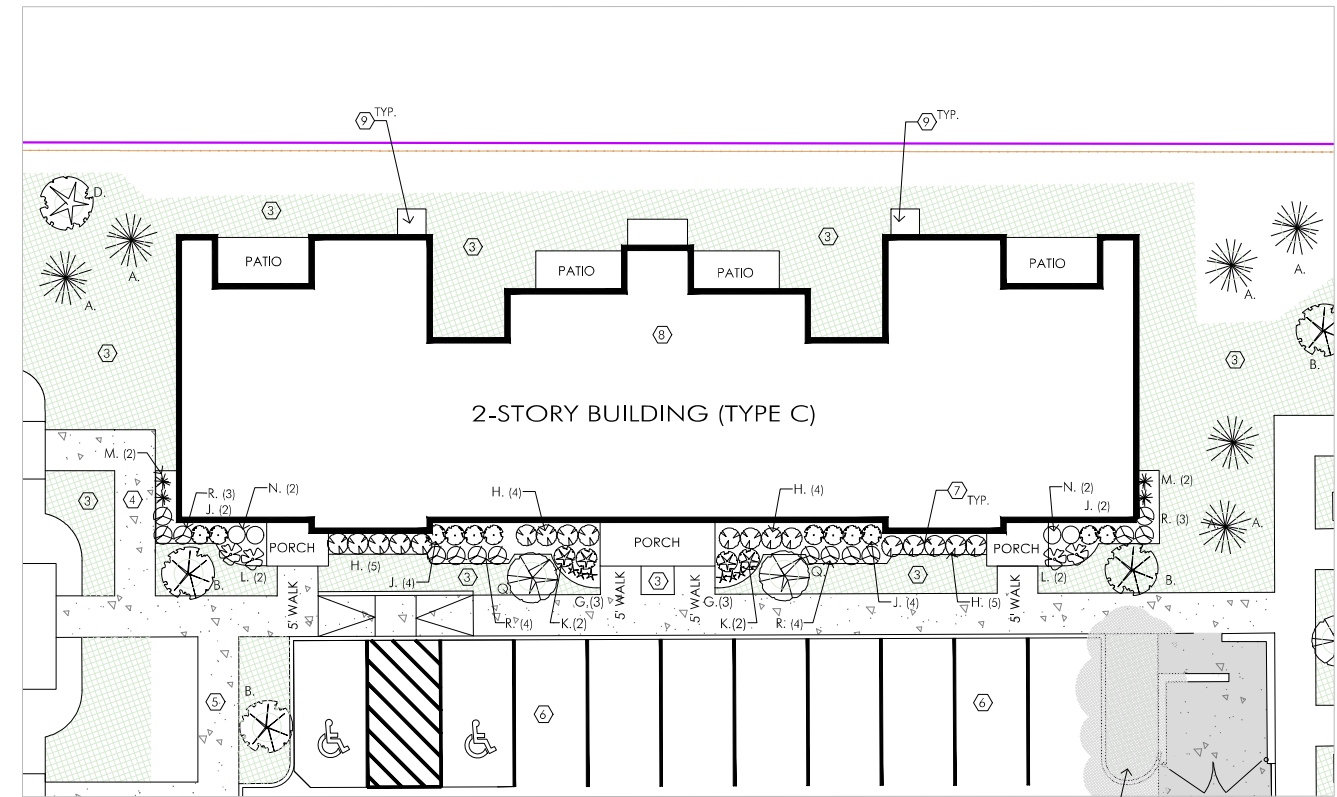 9 TYP.
9 TYP.
D.
3
A.
A.
3
PATIO
PATIO
PATIO
3
PATIO
A.
A.
3
8
3
B.
2-STORY BUILDING (TYPE C)
M. (2)
3
4
R. (3)
J. (2)
N. (2)
H. (4)
H. (4)
7 TYP.
N. (2)
J. (2)
M. (2)
R. (3)
A.
A.
PORCH
PORCH
PORCH
H. (5)
L. (2)
B.
J. (4)
3
Q.
G.(3)
K.(2)
R. (4)
3
G.(3)
K.(2)
R. (4)
Q.
3
J. (4)
H. (5)
L. (2)
B.
5' WALK
5' WALK
5' WALK
5' WALK
B.
5
6
6